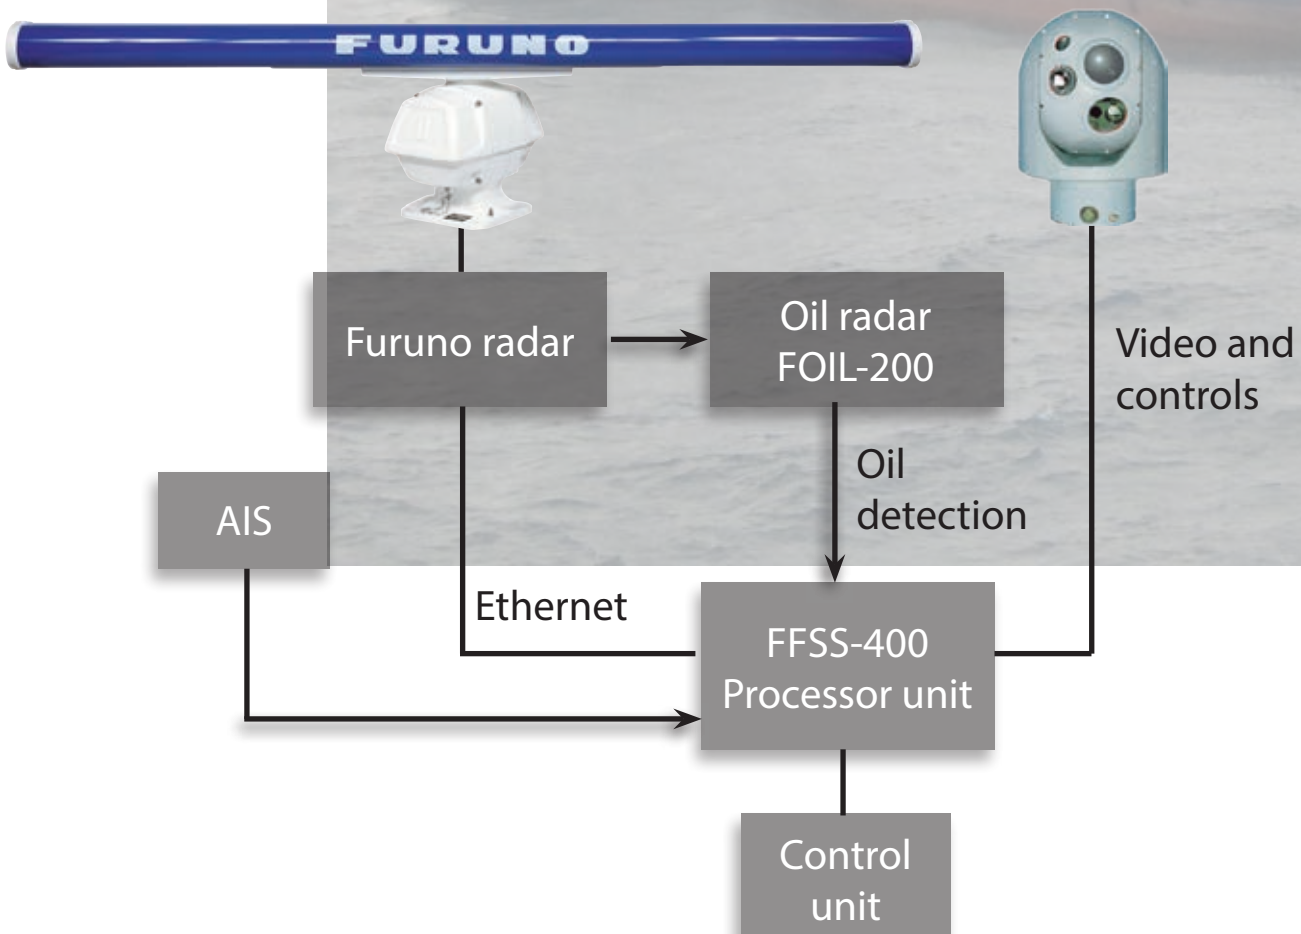 FURUNO
Furuno radar
Oil radar
FOIL-200
Video and
controls
Oil
detection
AIS
Ethernet
FFSS-400
Processor unit
Control
unit